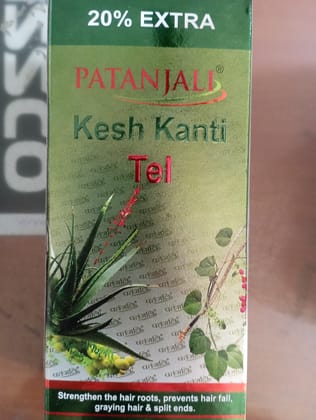 20% EXTRA
PATANJALI®
Kesh Kanti
Tel
Strengthen the hair roots, prevents hair fall,
graying hair & split ends.